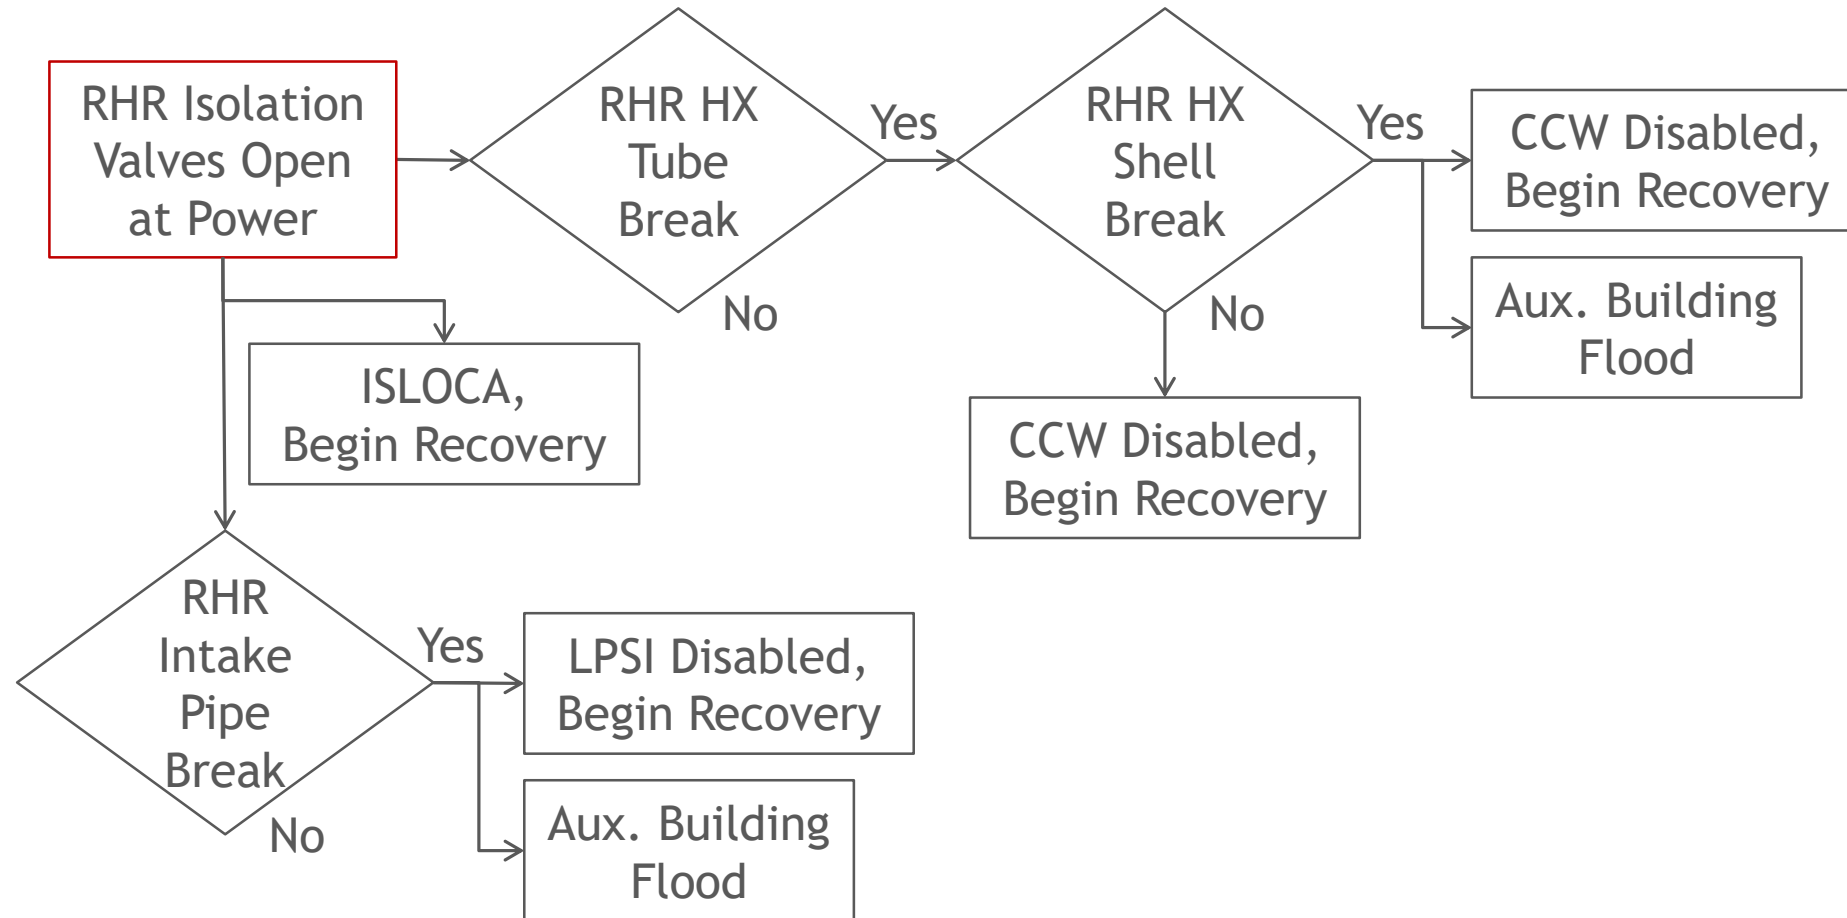 RHR Isolation
Valves Open
at Power
RHR HX
Tube
Break
Yes
No
RHR HX
Shell
Break
Yes
No
CCW Disabled,
Begin Recovery
Aux. Building
Flood
CCW Disabled,
Begin Recovery
ISLOCA,
Begin Recovery
RHR
Intake
Pipe
Break
Yes
No
LPSI Disabled,
Begin Recovery
Aux. Building
Flood